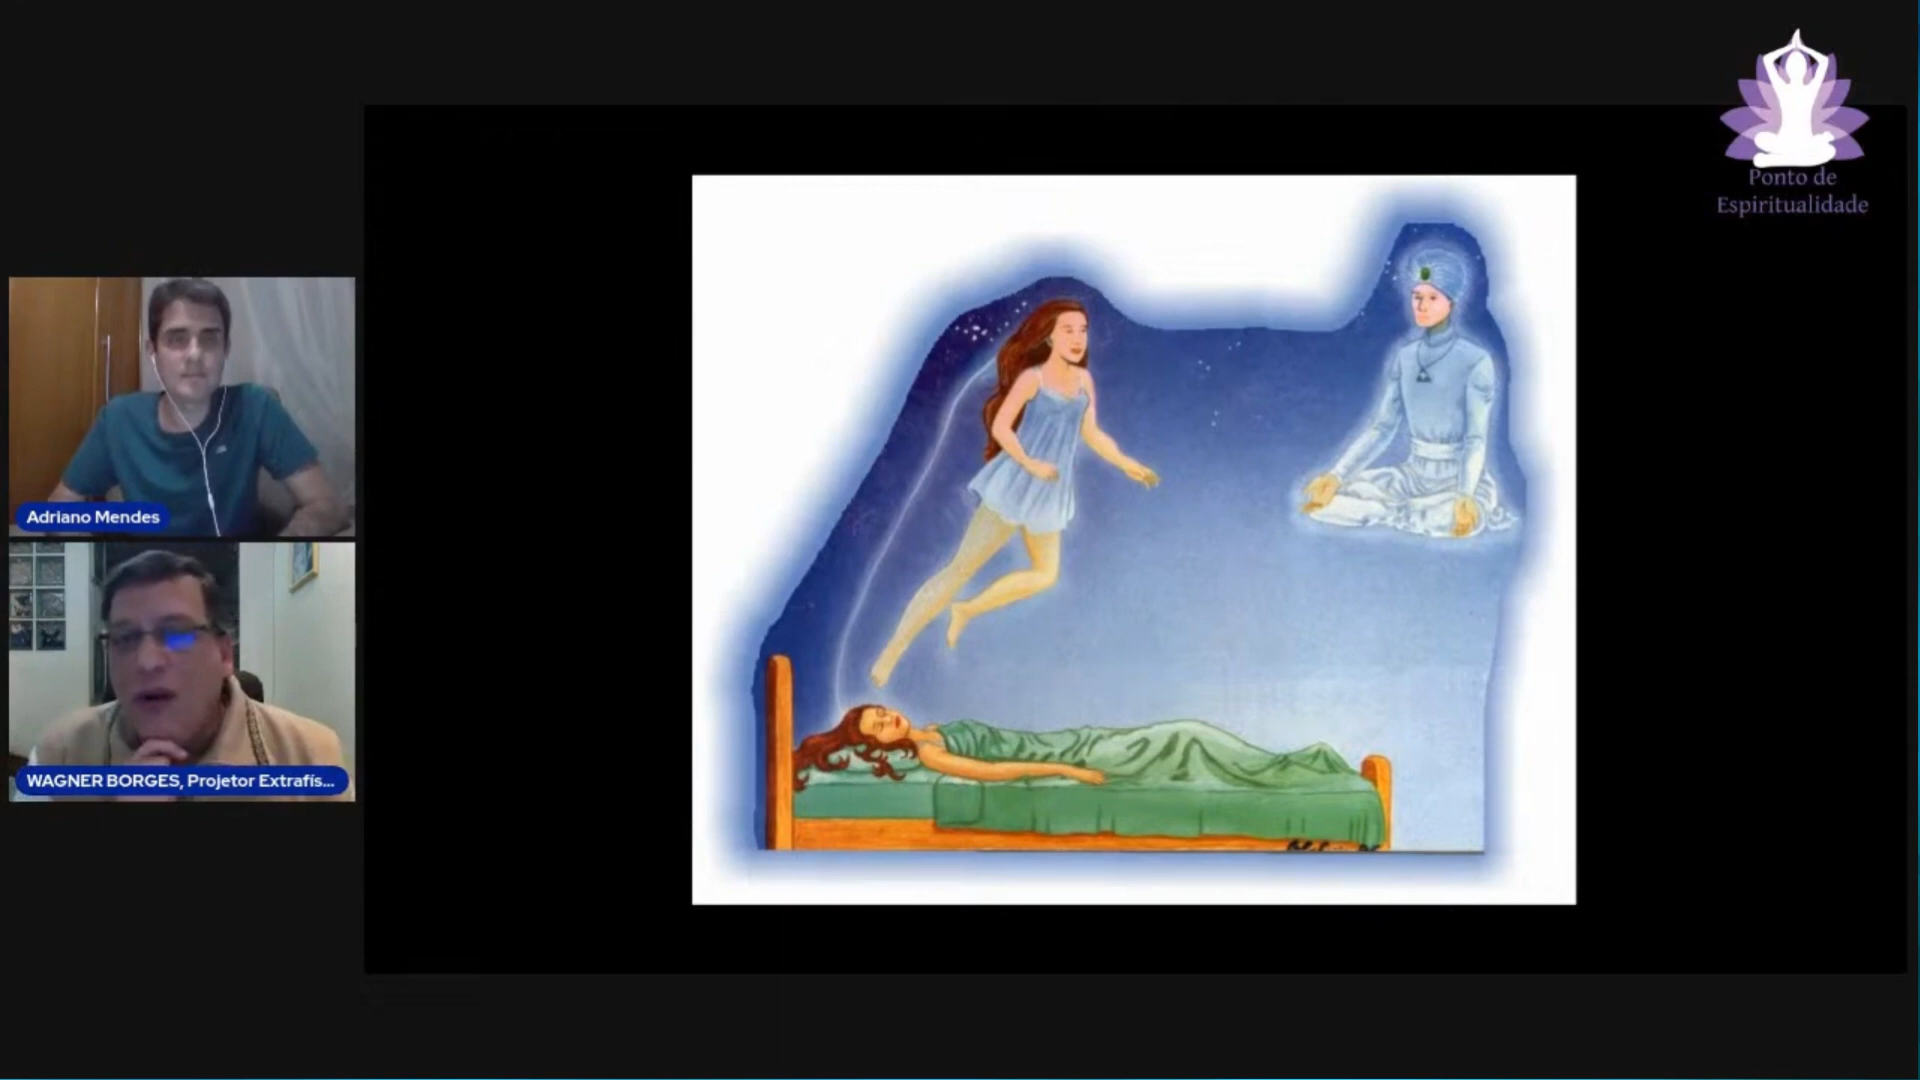 Ponto de
Espiritualidade
Adriano Mendes
WAGNER BORGES, Projetor Extrafís...